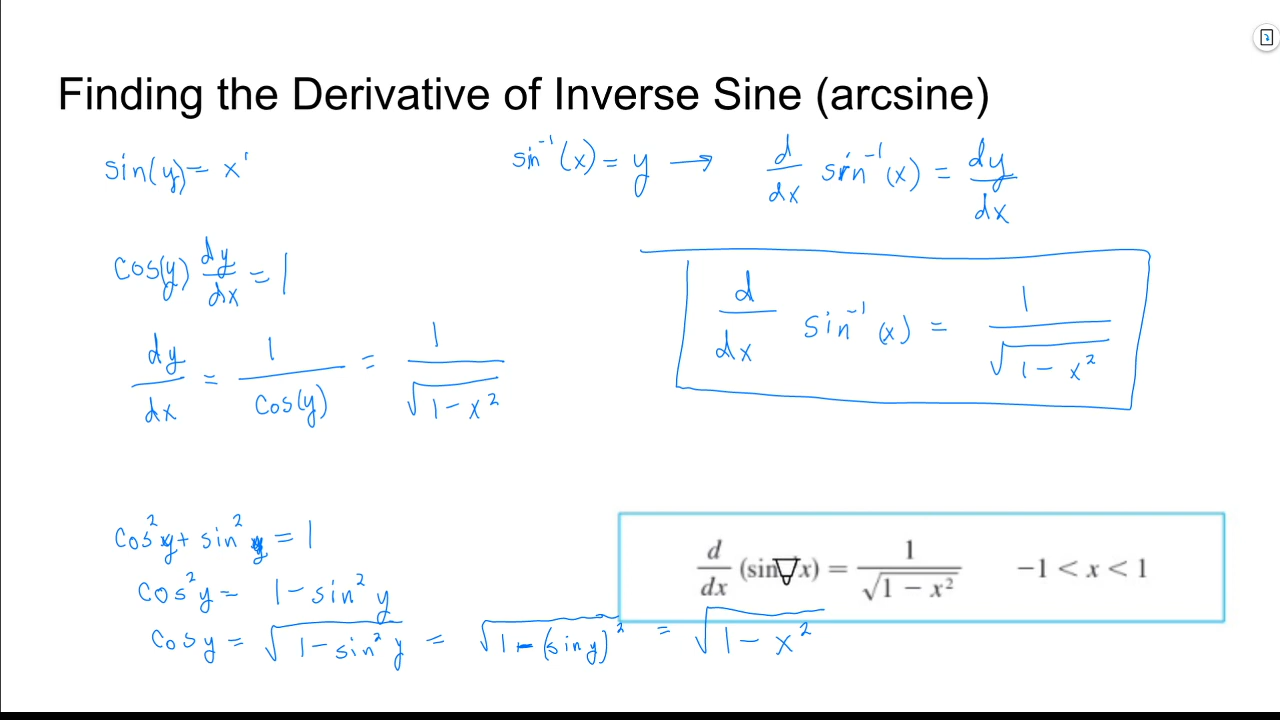 Finding the Derivative of Inverse Sine (arcsine)
sin(y) = x'
sin⁻¹(x) = y → d/dx sin⁻¹(x) = dy/dx
cos(y) dy/dx = 1
d/dx sin⁻¹(x) = 1/√(1 - x²)
dy/dx = 1/cos(y) = 1/√(1 - x²)
cos²y + sin²y = 1
cos²y = 1 - sin²y
cos y = √(1 - sin²y) = √(1 - (sin y)²) = √(1 - x²)
d/dx (sin x) = 1/√(1 - x²) -1 < x < 1